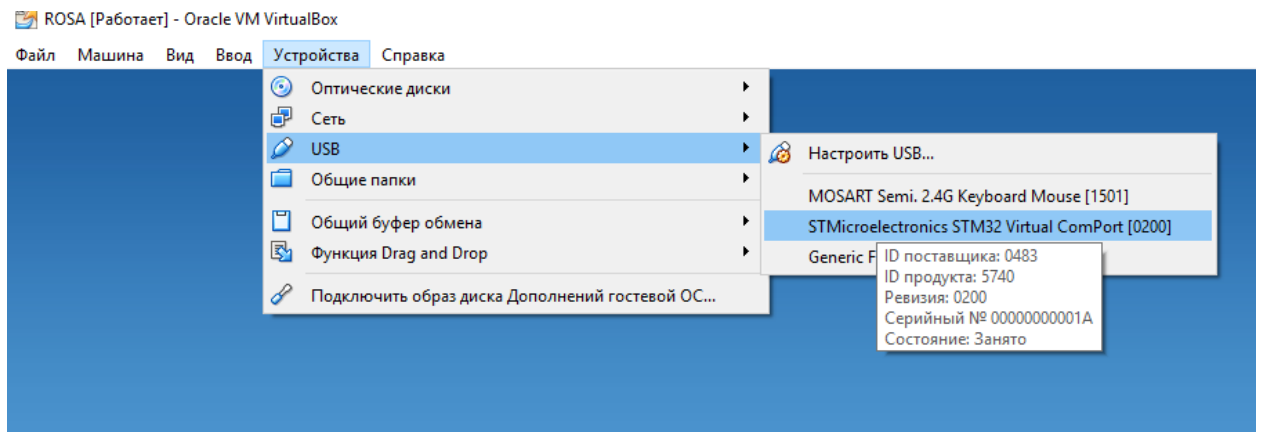 ROSA [Работает] - Oracle VM VirtualBox
Файл Машина Вид Ввод Устройства Справка
Оптические диски
Сеть
USB
Общие папки
Общий буфер обмена
Функция Drag and Drop
Подключить образ диска Дополнений гостевой ОС...
Настроить USB...
MOSART Semi. 2.4G Keyboard Mouse [1501]
STMicroelectronics STM32 Virtual ComPort [0200]
Generic F
ID поставщика: 0483
ID продукта: 5740
Ревизия: 0200
Серийный № 00000000001A
Состояние: Занято